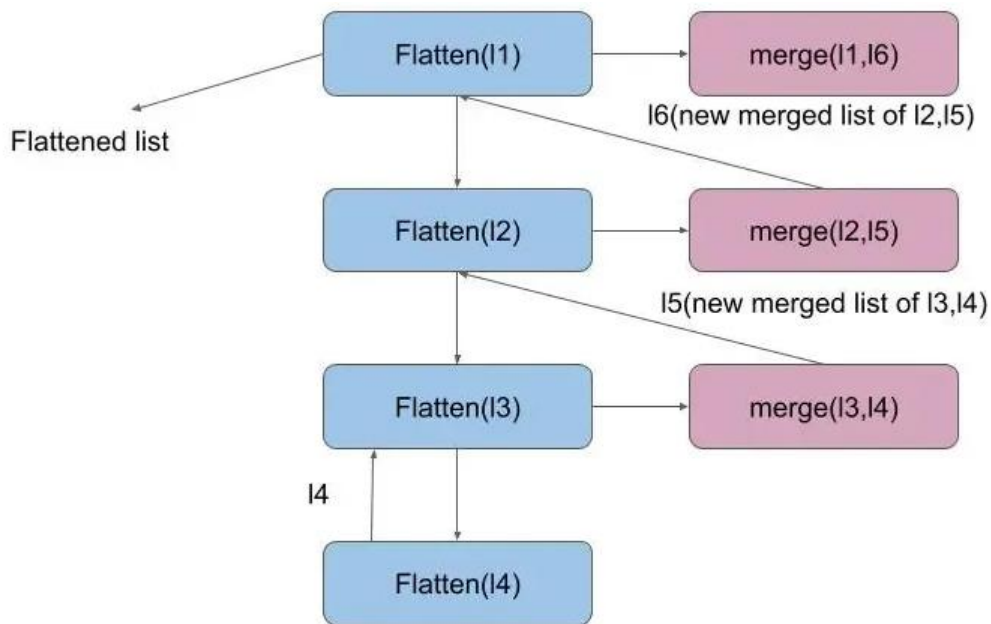 Flatten(l1)
merge(l1,l6)
Flattened list
l6(new merged list of l2,l5)
Flatten(l2)
merge(l2,l5)
l5(new merged list of l3,l4)
Flatten(l3)
merge(l3,l4)
l4
Flatten(l4)